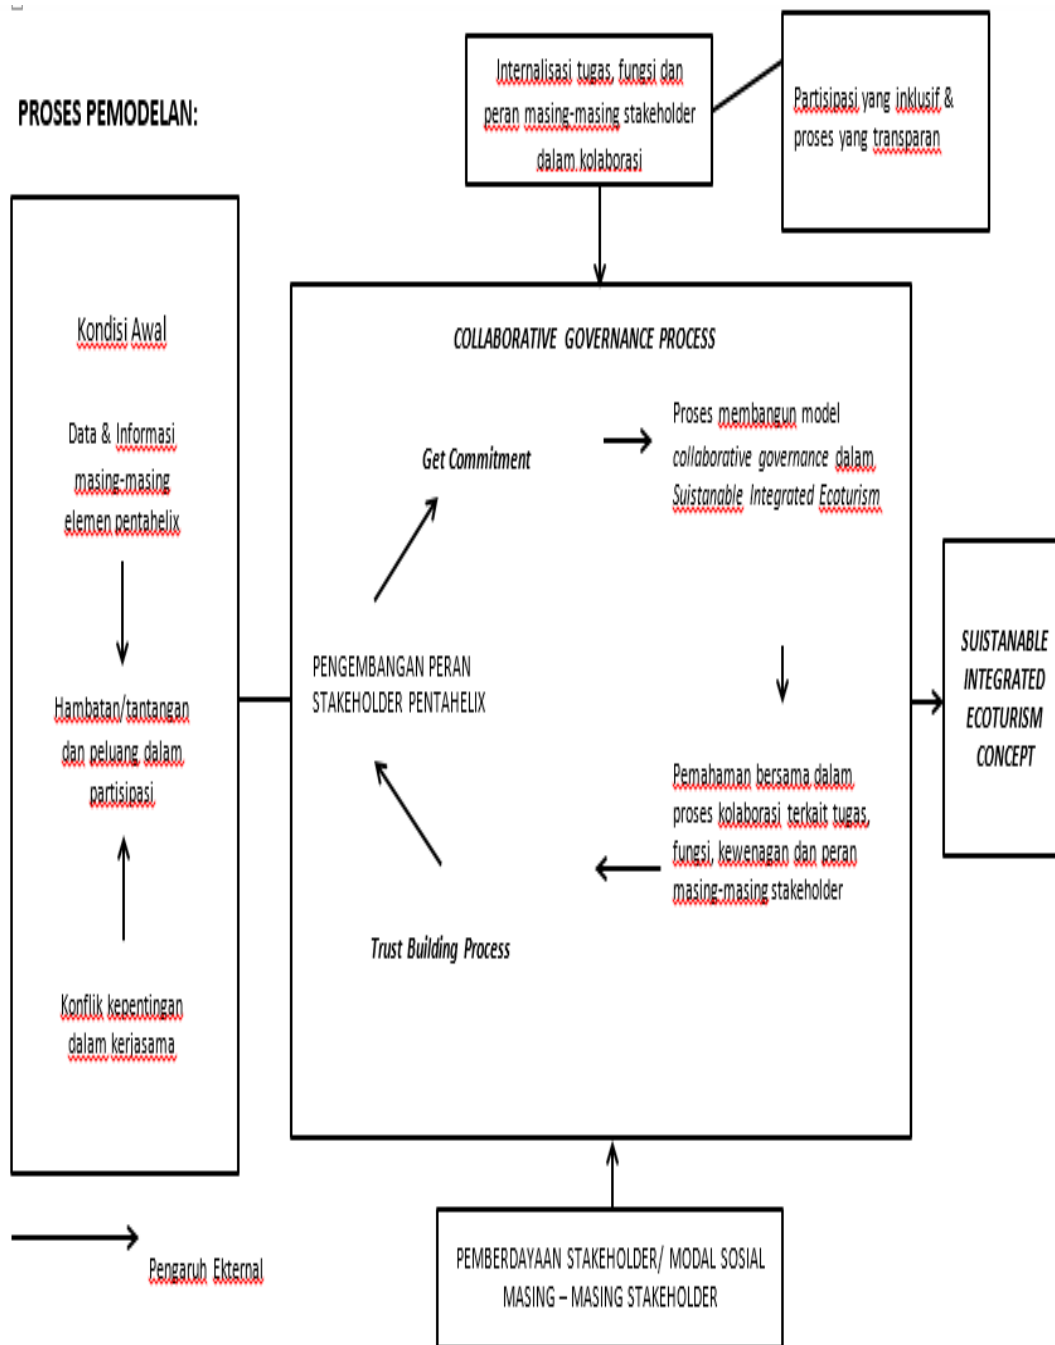 PROSES PEMODELAN:
Internalisasi tugas, fungsi dan
peran masing-masing stakeholder
dalam kolaborasi
Partisipasi yang inklusif &
proses yang transparan
Kondisi Awal
Data & Informasi
masing-masing
elemen pentahelix
Hambatan/tantangan
dan peluang dalam
partisipasi
Konflik kepentingan
dalam kerjasama
COLLABORATIVE GOVERNANCE PROCESS
Get Commitment
Proses membangun model
collaborative governance dalam
Suistanable Integrated Ecoturism
PENGEMBANGAN PERAN
STAKEHOLDER PENTAHELIX
Pemahaman bersama dalam
proses kolaborasi terkait tugas,
fungsi, kewenagan dan peran
masing-masing stakeholder
Trust Building Process
SUISTANABLE
INTEGRATED
ECOTURISM
CONCEPT
Pengaruh Ekternal
PEMBERDAYAAN STAKEHOLDER/ MODAL SOSIAL
MASING – MASING STAKEHOLDER